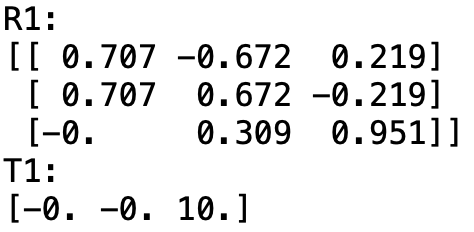 R1:
[[ 0.707 -0.672  0.219]
 [ 0.707  0.672 -0.219]
 [-0.     0.309  0.951]]
T1:
[-0. -0. 10.]